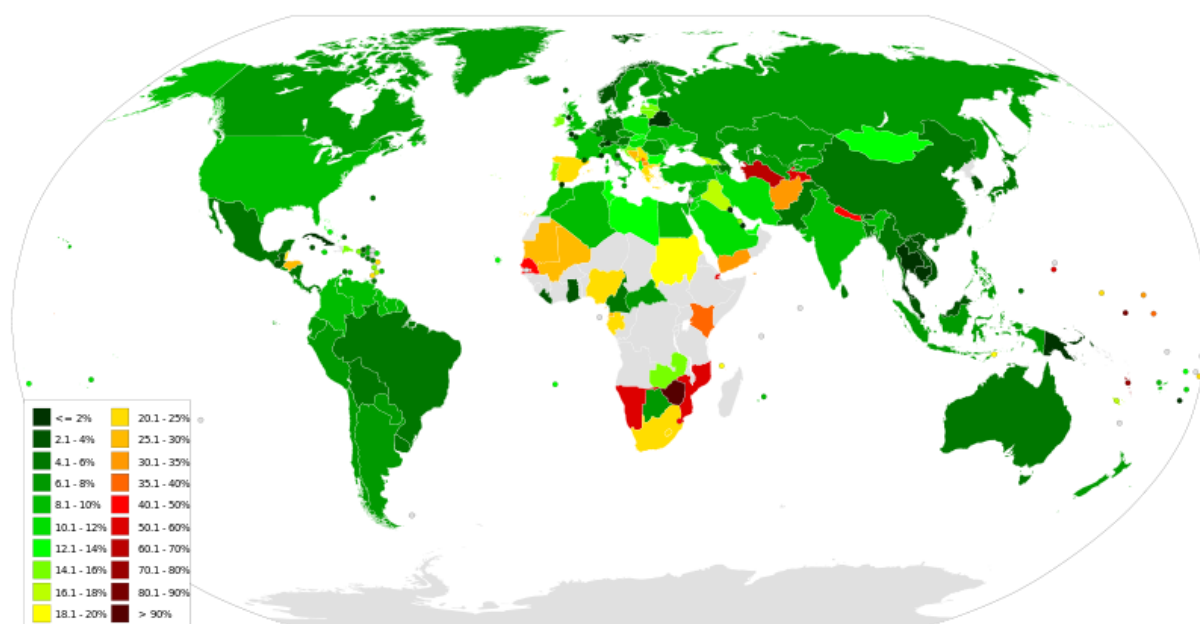 <= 2%
2.1 - 4%
4.1 - 6%
6.1 - 8%
8.1 - 10%
10.1 - 12%
12.1 - 14%
14.1 - 16%
16.1 - 18%
18.1 - 20%
20.1 - 25%
25.1 - 30%
30.1 - 35%
35.1 - 40%
40.1 - 50%
50.1 - 60%
60.1 - 70%
70.1 - 80%
80.1 - 90%
> 90%